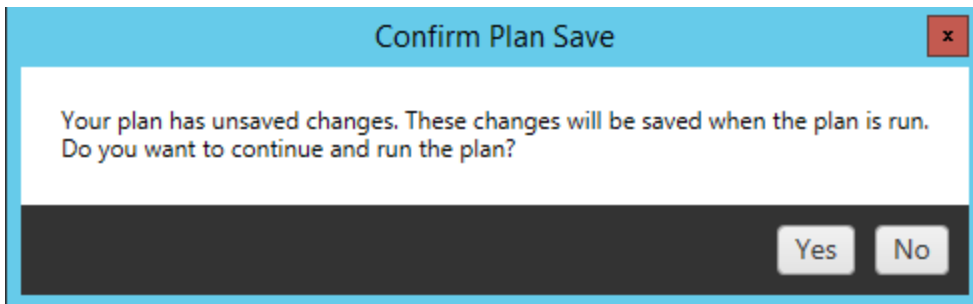 Confirm Plan Save
x
Your plan has unsaved changes. These changes will be saved when the plan is run.
Do you want to continue and run the plan?
Yes No